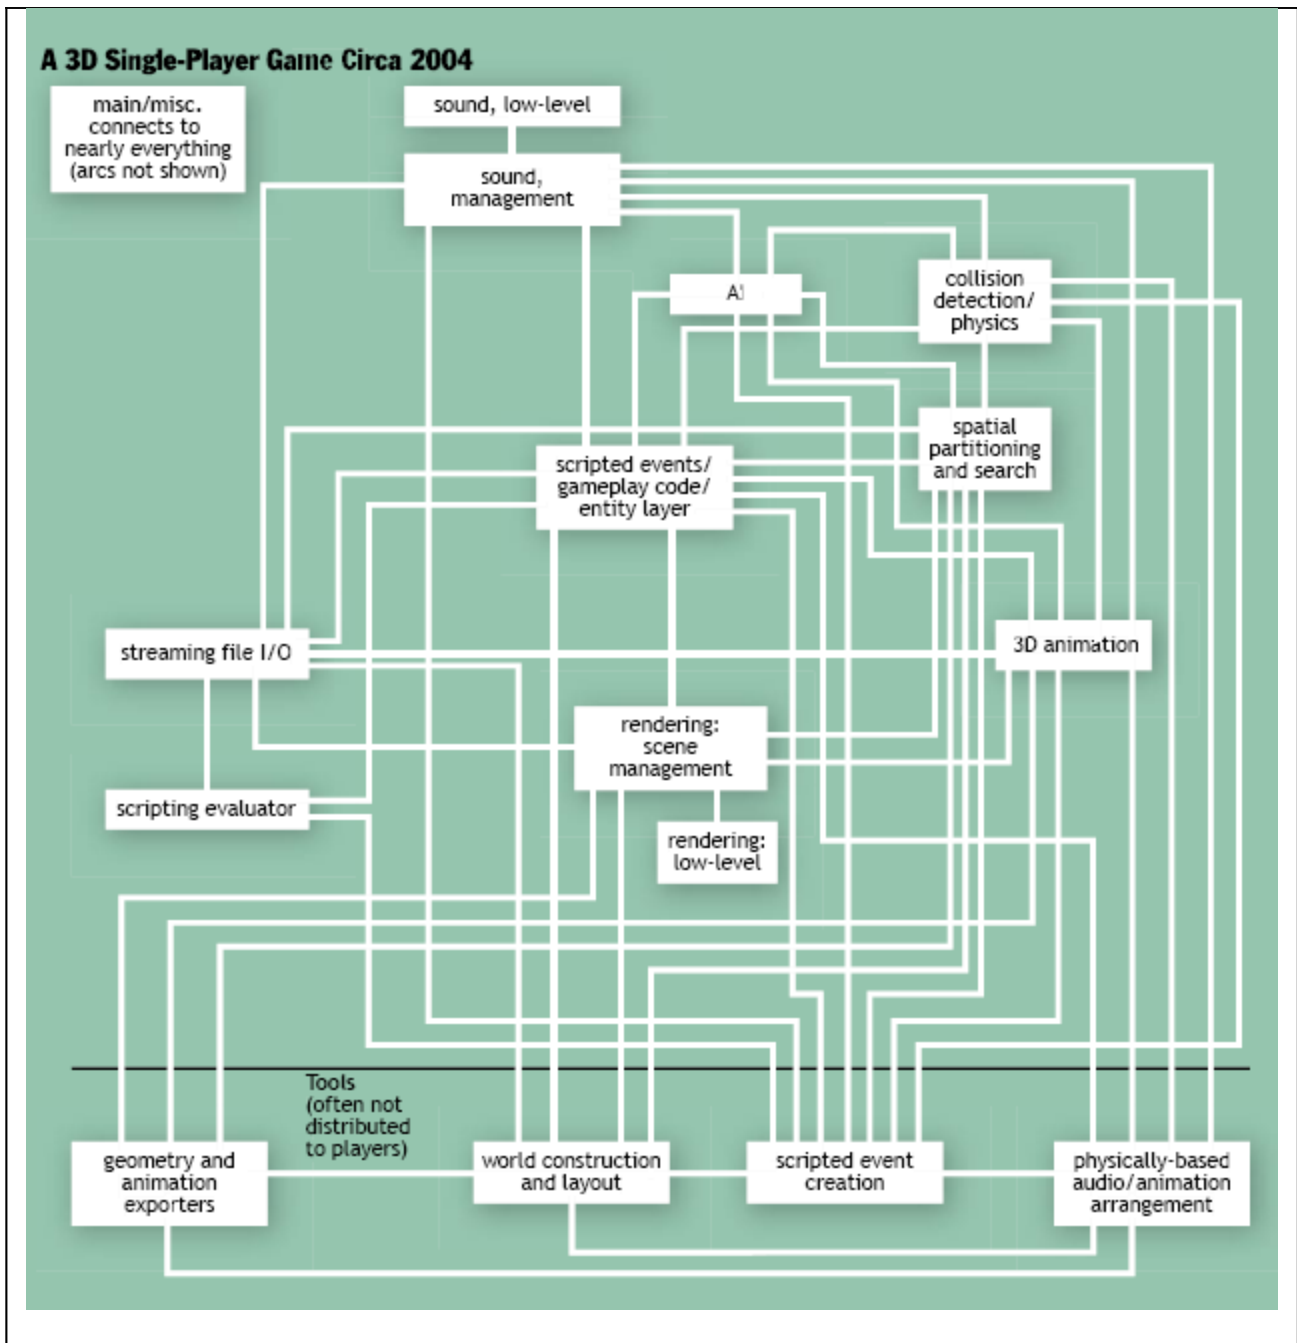 A 3D Single-Player Game Circa 2004
main/misc.
connects to
nearly everything
(arcs not shown)
sound, low-level
sound,
management
AI
collision
detection/
physics
spatial
partitioning
and search
scripted events/
gameplay code/
entity layer
streaming file I/O
3D animation
rendering:
scene
management
scripting evaluator
rendering:
low-level
Tools
(often not
distributed
to players)
geometry and
animation
exporters
world construction
and layout
scripted event
creation
physically-based
audio/animation
arrangement